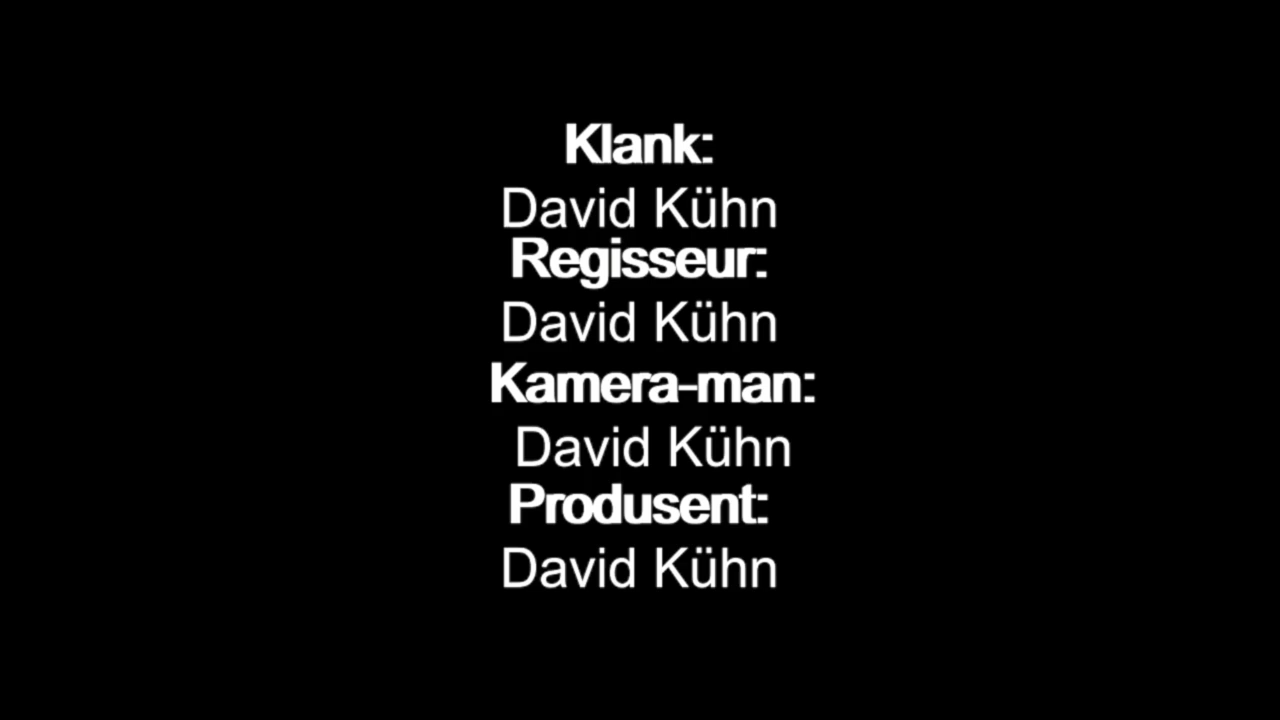 Klank:
David Kühn
Regisseur:
David Kühn
Kamera-man:
David Kühn
Produsent:
David Kühn